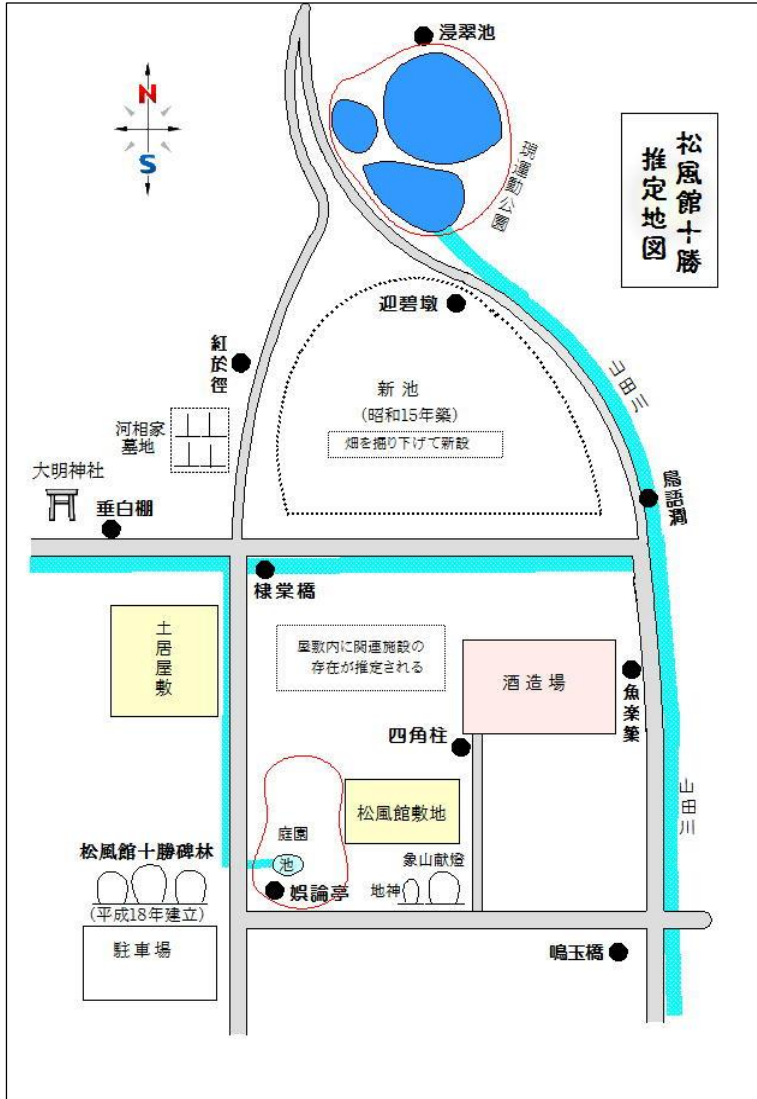 浸翠池
N
S
松風館十勝
推定地図
現運動公園
迎碧墩
紅於徑
新池
(昭和15年築)
畑を掘り下げて新設
山田川
河相家
墓地
大明神社
垂白棚
鳥語澗
棣棠橋
土居屋敷
屋敷内に関連施設の
存在が推定される
酒造場
魚楽簗
四角柱
松風館敷地
山田川
庭園
池
松風館十勝碑林
(平成18年建立)
象山献燈
地神
娯論亭
駐車場
鳴玉橋